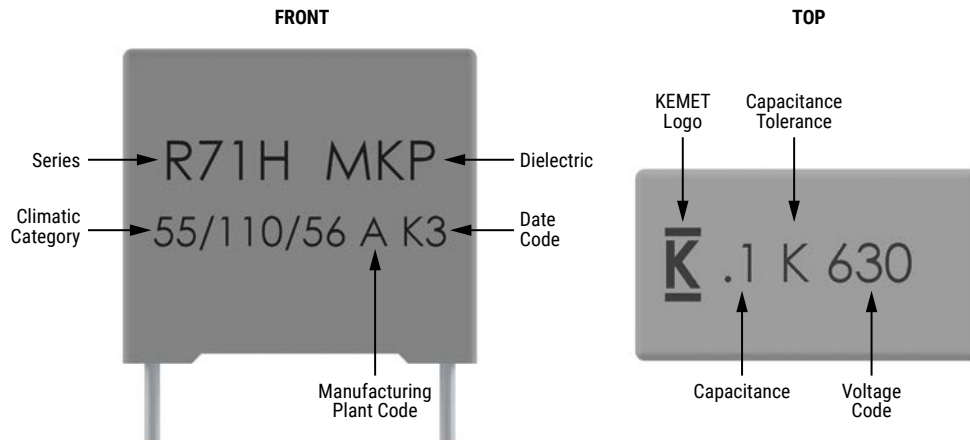 FRONT
Series
R71H MKP
Dielectric
Climatic
Category
55/110/56 A K3
Date
Code
Manufacturing
Plant Code
TOP
KEMET
Logo
Capacitance
Tolerance
K .1 K 630
Capacitance
Voltage
Code